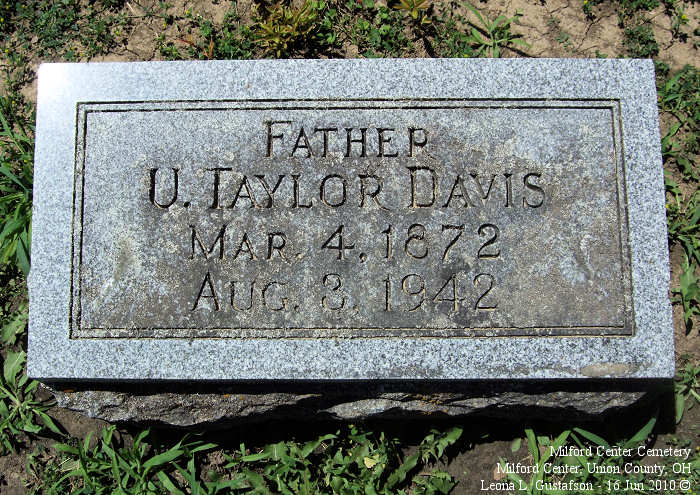 FATHER
U. TAYLOR DAVIS
MAR. 4, 1872
AUG. 3, 1942
Milford Center Cemetery
Milford Center, Union County, OH
Leona L. Gustafson - 16 Jun 2010 ©